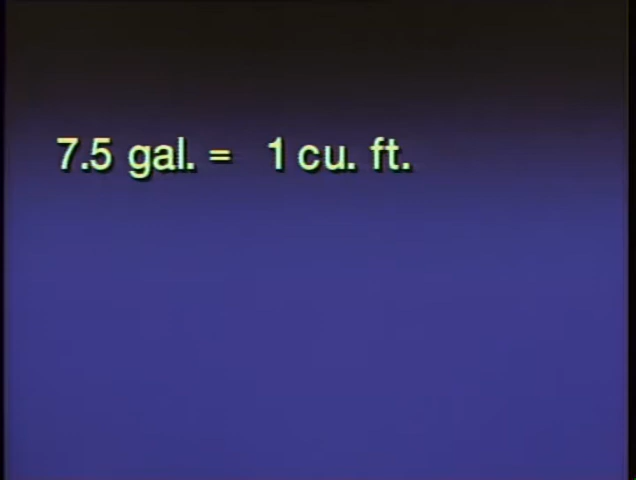 7.5 gal. = 1 cu. ft.